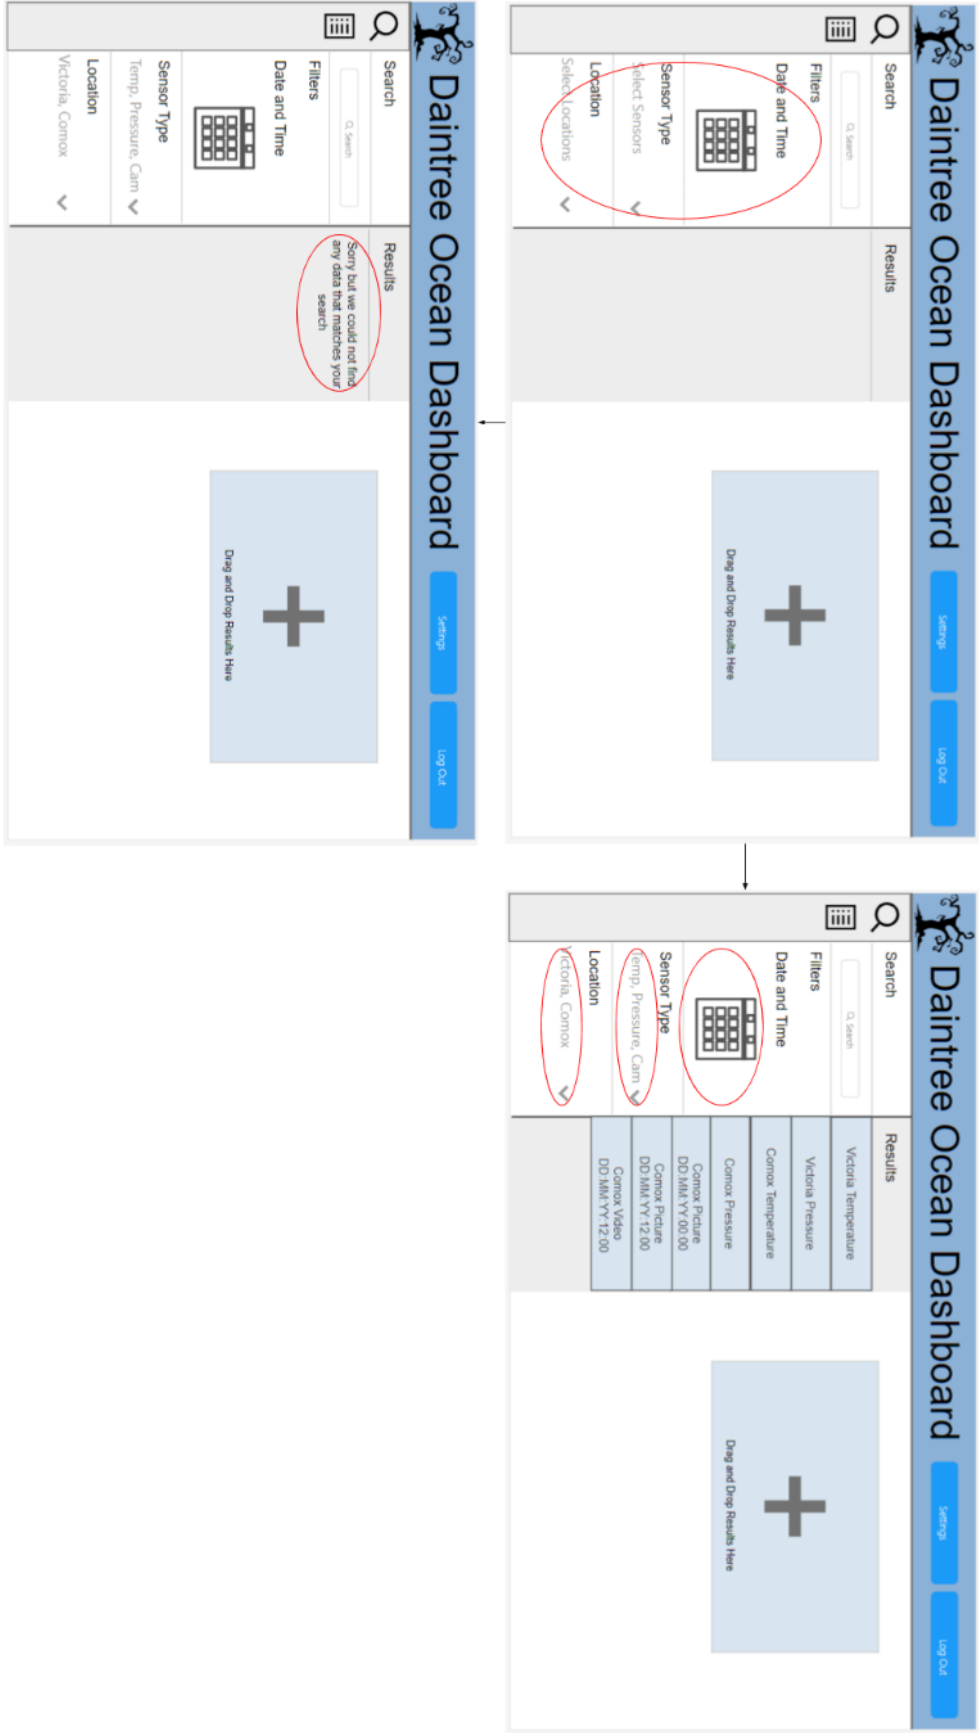 Daintree Ocean Dashboard
Settings
Log Out
Search
Search
Filters
Date and Time
Sensor Type
Select Sensors
Location
Select Locations
Results
Drag and Drop Results Here
Daintree Ocean Dashboard
Settings
Log Out
Search
Search
Filters
Date and Time
Sensor Type
Temp, Pressure, Cam
Location
Victoria, Comox
Results
Victoria Temperature
Victoria Pressure
Comox Temperature
Comox Pressure
Comox Picture
DD:MM:YY:00:00
Comox Picture
DD:MM:YY:12:00
Comox Video
DD:MM:YY:12:00
Drag and Drop Results Here
Daintree Ocean Dashboard
Settings
Log Out
Search
Search
Filters
Date and Time
Sensor Type
Temp, Pressure, Cam
Location
Victoria, Comox
Results
Sorry but we could not find
any data that matches your
search
Drag and Drop Results Here